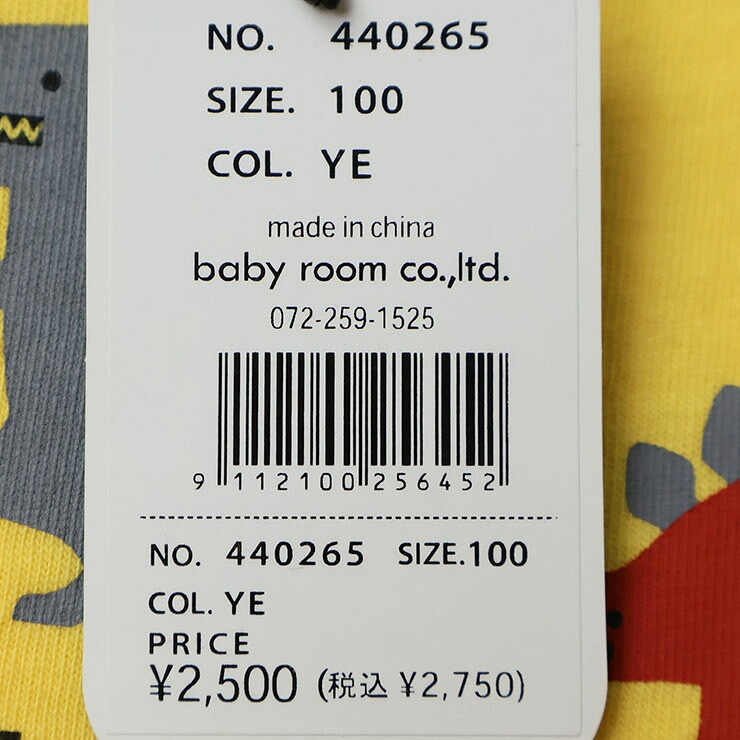 NO. 440265
SIZE. 100
COL. YE
made in china
baby room co.,ltd.
072-259-1525
9 112100 256452
NO. 440265 SIZE.100
COL. YE
PRICE
¥2,500 (税込 ¥2,750)